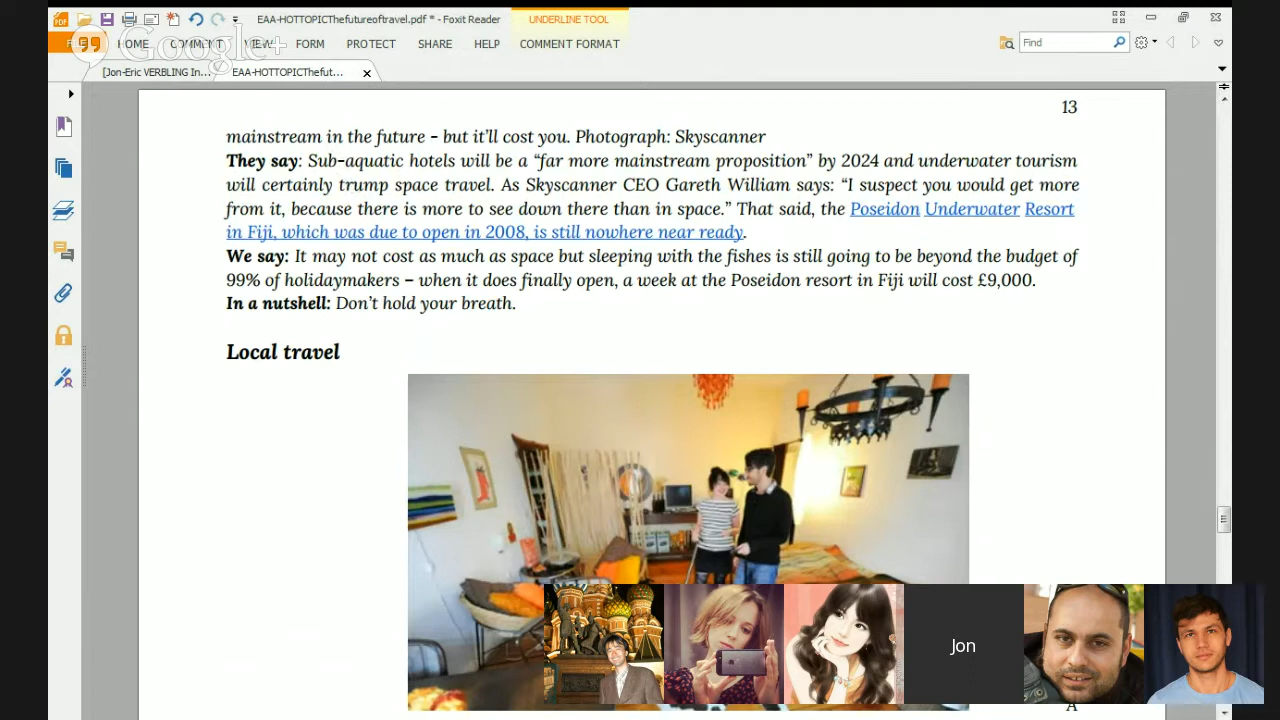 EAA-HOTTOPICThefutureoftravel.pdf * - Foxit Reader
UNDERLINE TOOL
Google+
HOME COMMENT VIEW FORM PROTECT SHARE HELP COMMENT FORMAT
Find
[Jon-Eric VERBLING In...
EAA-HOTTOPICThefut...
13
mainstream in the future - but it'll cost you. Photograph: Skyscanner
They say: Sub-aquatic hotels will be a “far more mainstream proposition” by 2024 and underwater tourism
will certainly trump space travel. As Skyscanner CEO Gareth William says: “I suspect you would get more
from it, because there is more to see down there than in space.” That said, the Poseidon Underwater Resort
in Fiji, which was due to open in 2008, is still nowhere near ready.
We say: It may not cost as much as space but sleeping with the fishes is still going to be beyond the budget of
99% of holidaymakers – when it does finally open, a week at the Poseidon resort in Fiji will cost £9,000.
In a nutshell: Don't hold your breath.
Local travel
Jon
A